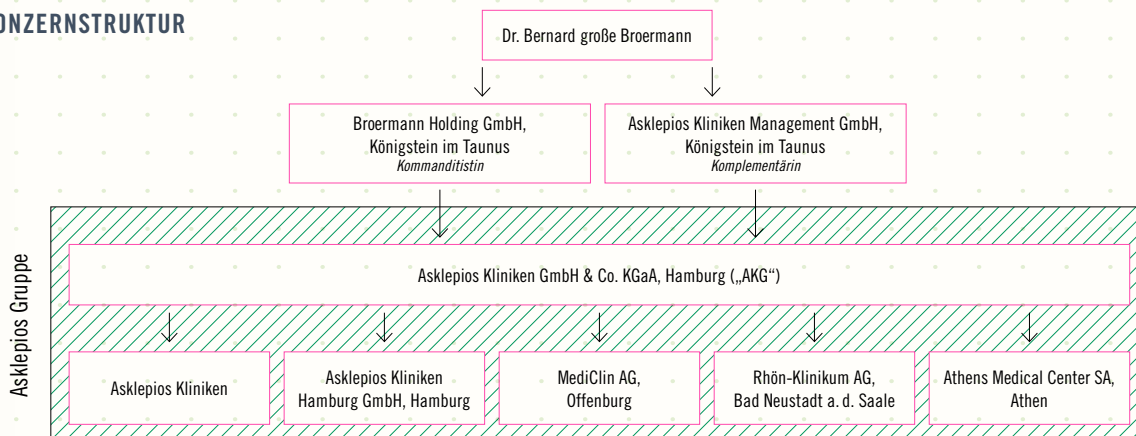 ONZERNSTRUKTUR
Dr. Bernard große Broermann
Broermann Holding GmbH,
Königstein im Taunus
Kommanditistin
Asklepios Kliniken Management GmbH,
Königstein im Taunus
Komplementärin
Asklepios Gruppe
Asklepios Kliniken GmbH & Co. KGaA, Hamburg („AKG“)
Asklepios Kliniken
Asklepios Kliniken
Hamburg GmbH, Hamburg
MediClin AG,
Offenburg
Rhön-Klinikum AG,
Bad Neustadt a. d. Saale
Athens Medical Center SA,
Athen